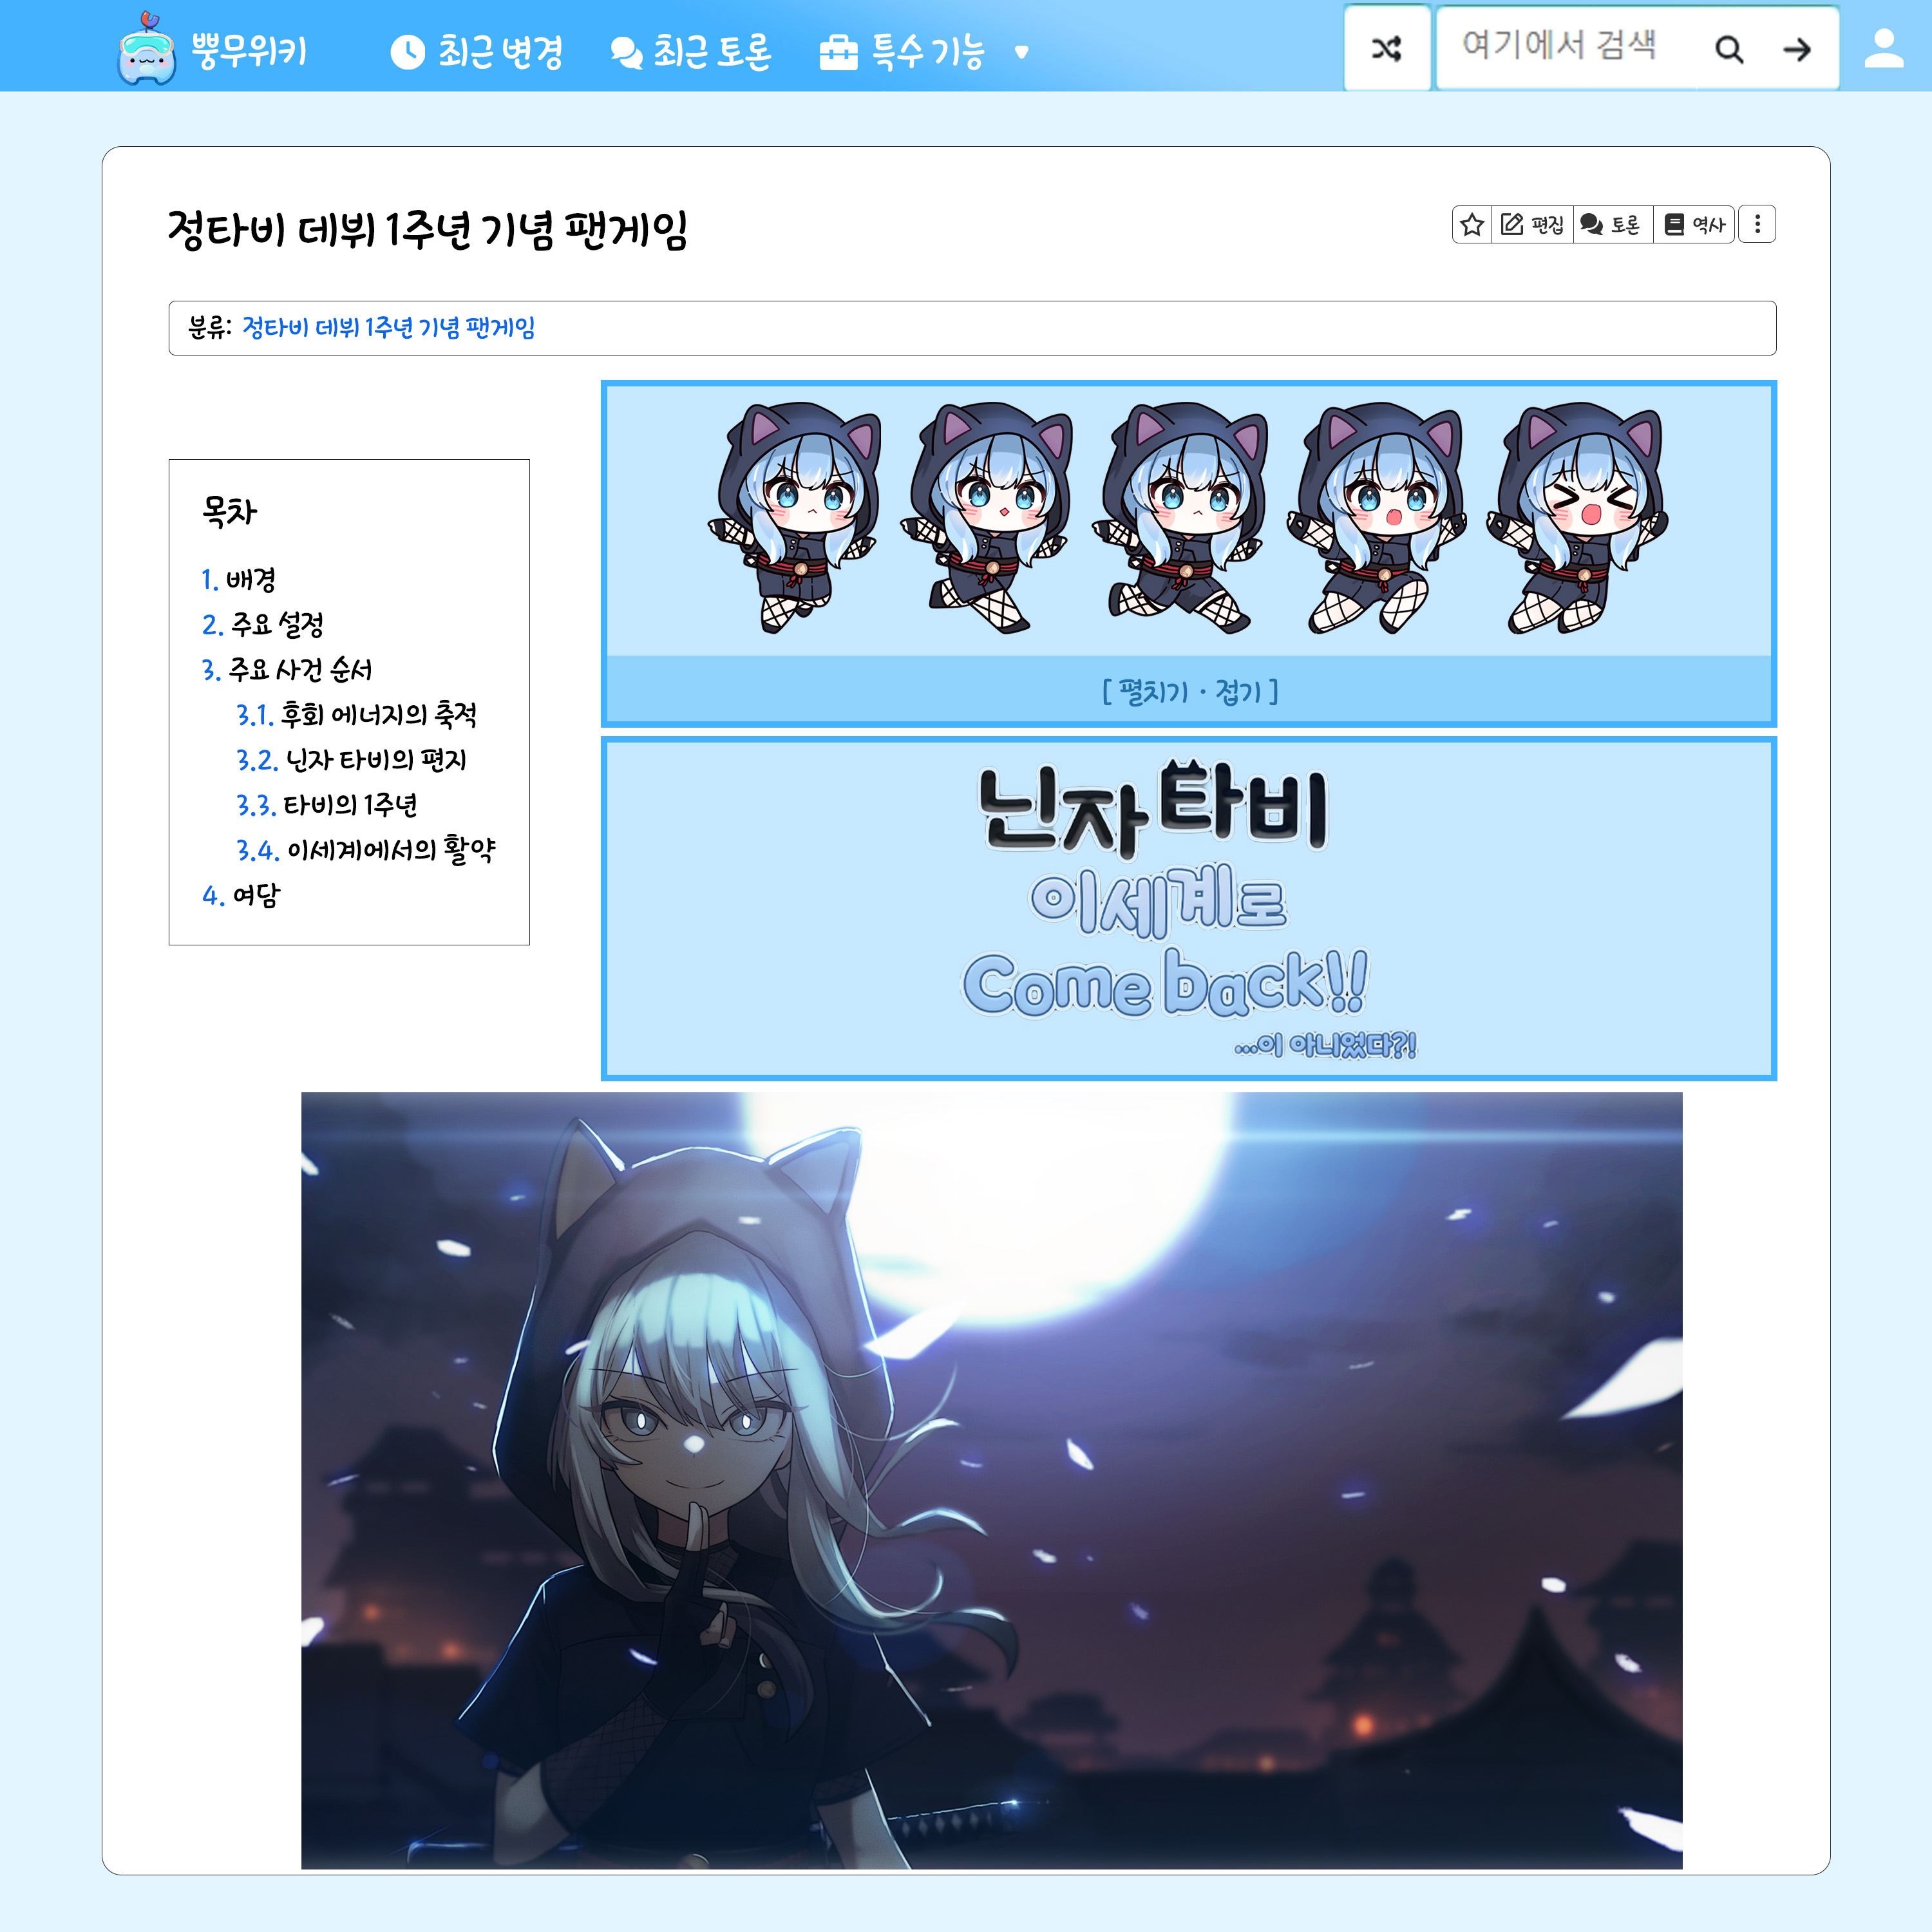 뿡무위키
최근 변경
최근 토론
특수 기능
여기에서 검색
정타비 데뷔 1주년 기념 팬게임
편집
토론
역사
분류: 정타비 데뷔 1주년 기념 팬게임
목차
1. 배경
2. 주요 설정
3. 주요 사건 순서
3.1. 후회 에너지의 축적
3.2. 닌자 타비의 편지
3.3. 타비의 1주년
3.4. 이세계에서의 활약
4. 여담
[ 펼치기 · 접기 ]
닌자 타비
이세계로
Come back!!
...이 아니었다?!